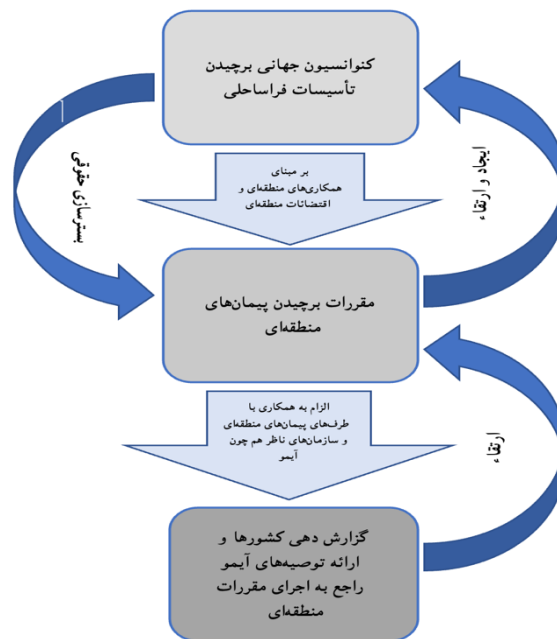 کنوانسیون جهانی برچیدن
تأسیسات فراساحلی
بر مبنای
همکاری‌های منطقه‌ای و
اقتضائات منطقه‌ای
بسترسازی حقوقی
ایجاد و ارتقاء
مقررات برچیدن پیمان‌های
منطقه‌ای
الزام به همکاری با
طرف‌های پیمان‌های منطقه‌ای
و سازمان‌های ناظر هم چون
آیمو
ارتقاء
گزارش دهی کشورها و
ارائه توصیه‌های آیمو
راجع به اجرای مقررات
منطقه‌ای